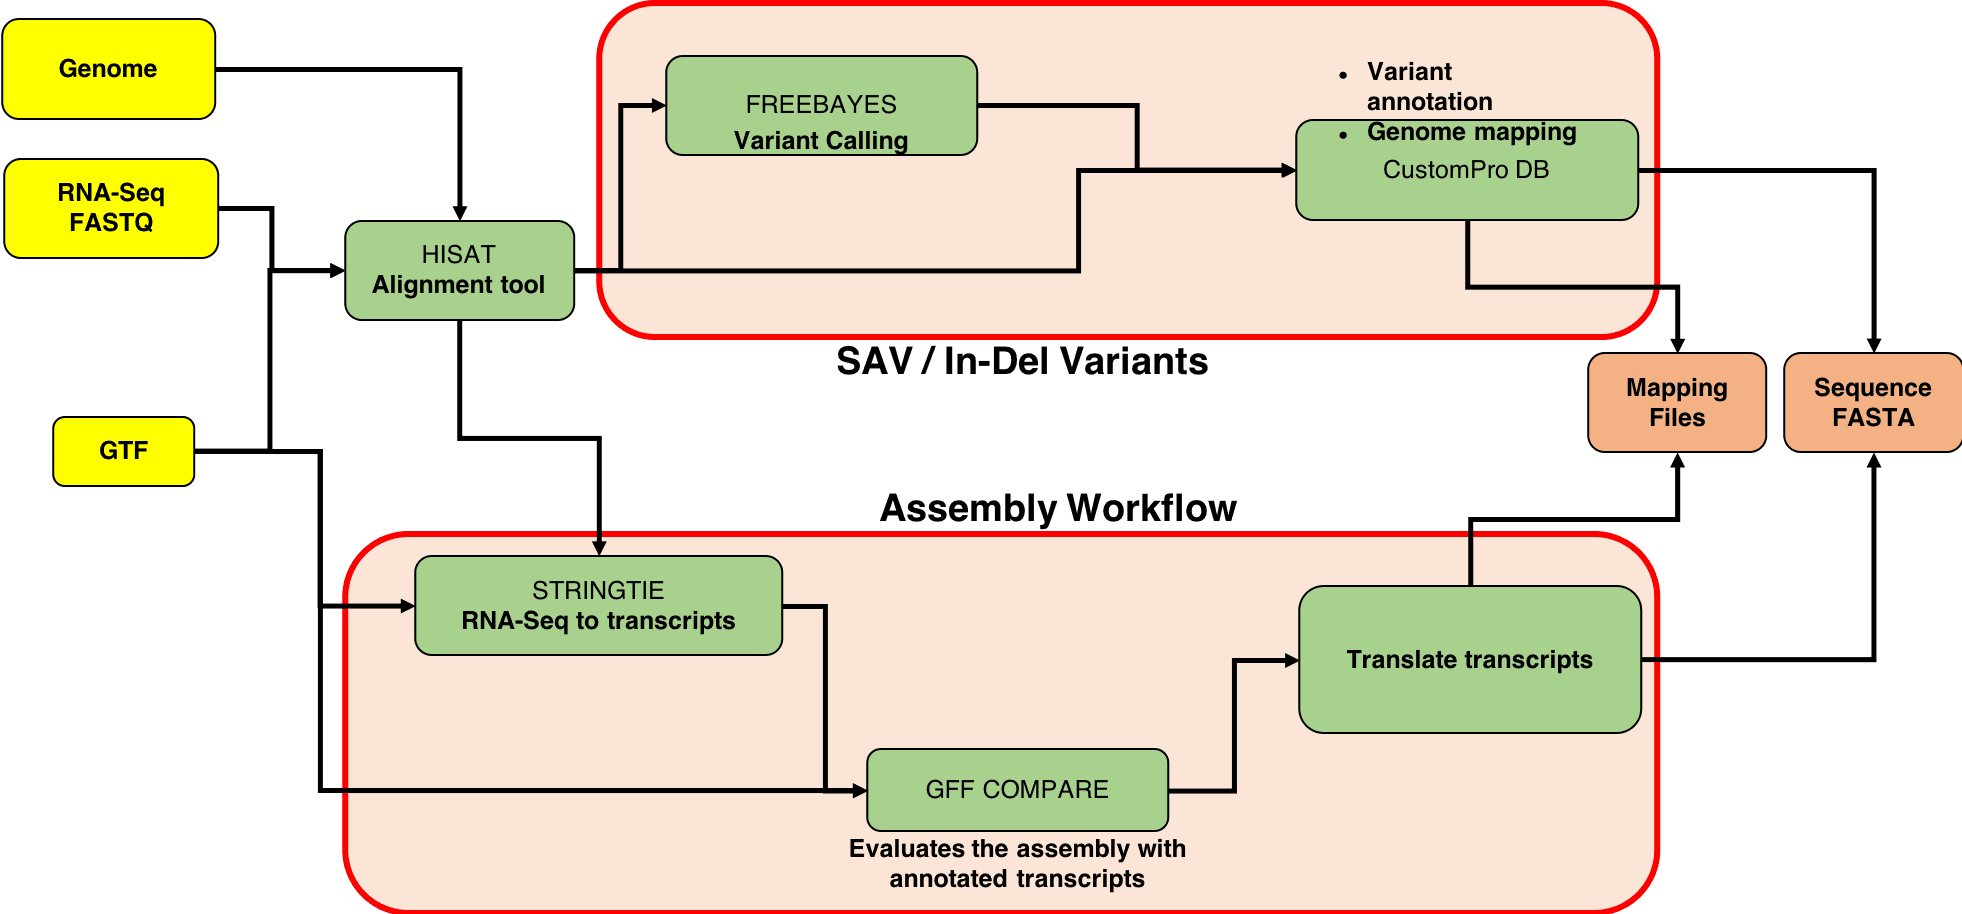 Genome
RNA-Seq
FASTQ
GTF
HISAT
Alignment tool
FREEBAYES
Variant Calling
• Variant
annotation
• Genome mapping
CustomPro DB
SAV / In-Del Variants
Mapping
Files
Sequence
FASTA
Assembly Workflow
STRINGTIE
RNA-Seq to transcripts
Translate transcripts
GFF COMPARE
Evaluates the assembly with
annotated transcripts